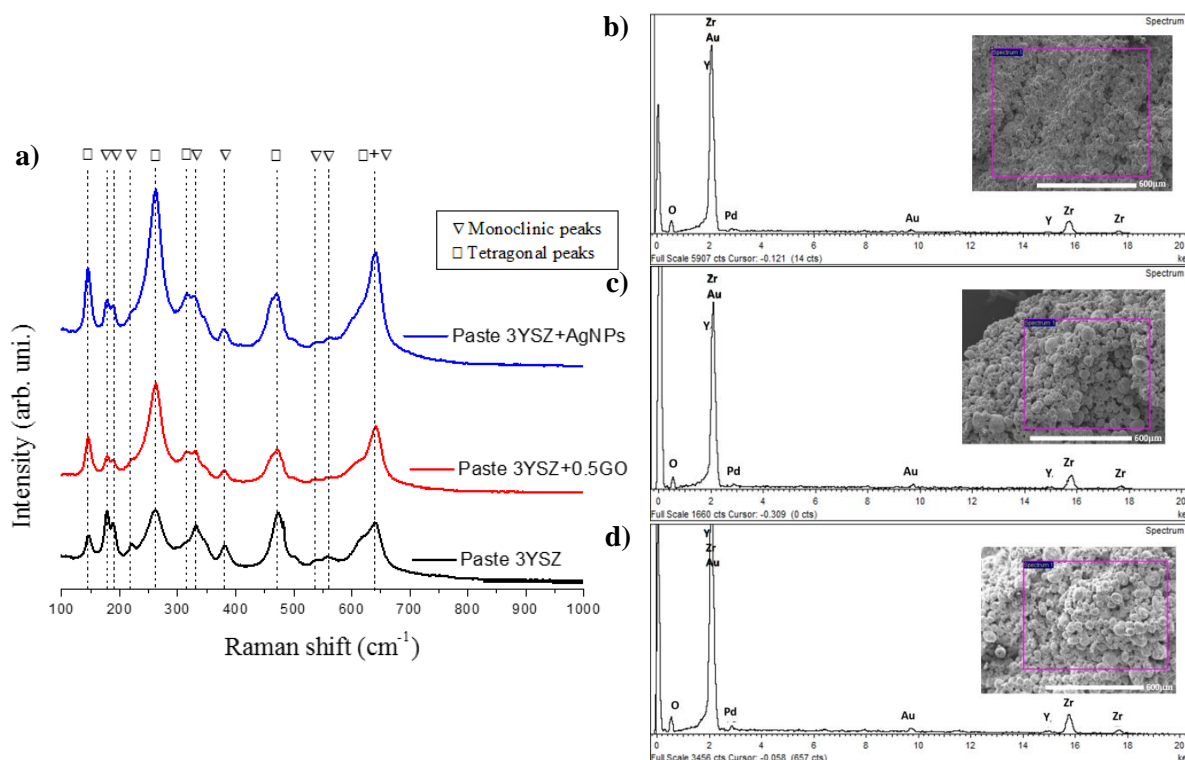 a)
□ ▽ ▽ ▽ □ □ ▽ ▽ □ ▽ ▽ □+▽
▽ Monoclinic peaks
□ Tetragonal peaks
Paste 3YSZ+AgNPs
Paste 3YSZ+0.5GO
Paste 3YSZ
Intensity (arb. uni.)
100 200 300 400 500 600 700 800 900 1000
Raman shift (cm⁻¹)
b)
Spectrum
Zr
Au
Y
O
Pd
Au
Y
Zr
Zr
Spectrum 1
600µm
0 2 4 6 8 10 12 14 16 18 20
Full Scale 5907 cts Cursor: -0.121 (14 cts)
ke
c)
Spectrum
Zr
Au
Y
O
Pd
Au
Y
Zr
Zr
Spectrum 1
600µm
0 2 4 6 8 10 12 14 16 18 20
Full Scale 1660 cts Cursor: -0.309 (0 cts)
ke
d)
Spectrum
Y
Zr
Au
O
Pd
Au
Y
Zr
Zr
Spectrum 1
600µm
0 2 4 6 8 10 12 14 16 18 20
Full Scale 3456 cts Cursor: -0.058 (657 cts)
ke